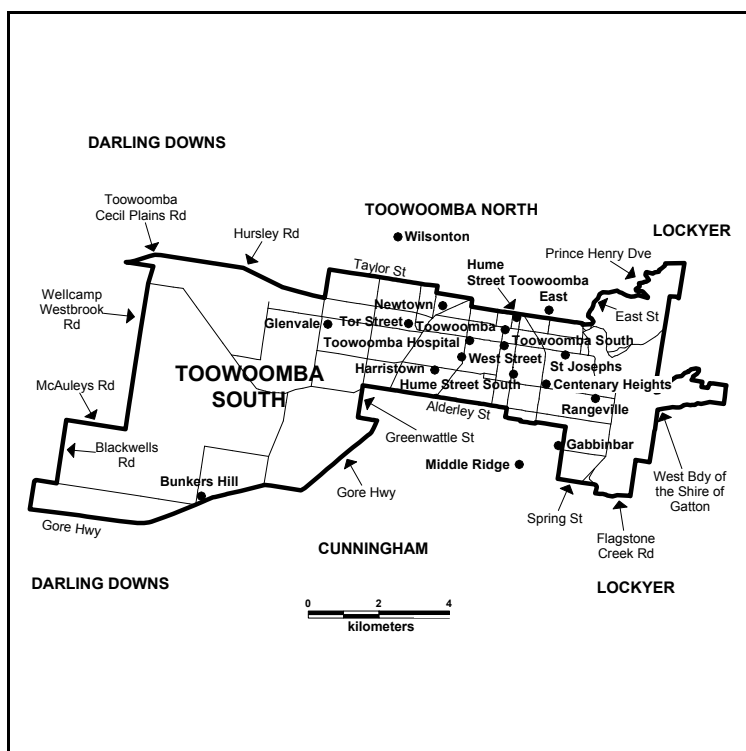 DARLING DOWNS
Toowoomba
Cecil Plains Rd
Hursley Rd
TOOWOOMBA NORTH
Wilsonton
LOCKYER
Prince Henry Dve
Taylor St
Hume
Street Toowoomba
East
East St
Wellcamp
Westbrook
Rd
Newtown
Glenvale
Tor Street
Toowoomba
Toowoomba Hospital
Toowoomba South
West Street
St Josephs
TOOWOOMBA
SOUTH
Harristown
Hume Street South
Centenary Heights
McAuleys Rd
Alderley St
Rangeville
Greenwattle St
Blackwells
Rd
Gabbinbar
Middle Ridge
Bunkers Hill
Gore Hwy
West Bdy of
the Shire of
Gatton
Gore Hwy
Spring St
Flagstone
Creek Rd
CUNNINGHAM
DARLING DOWNS
LOCKYER
0 2 4
kilometers